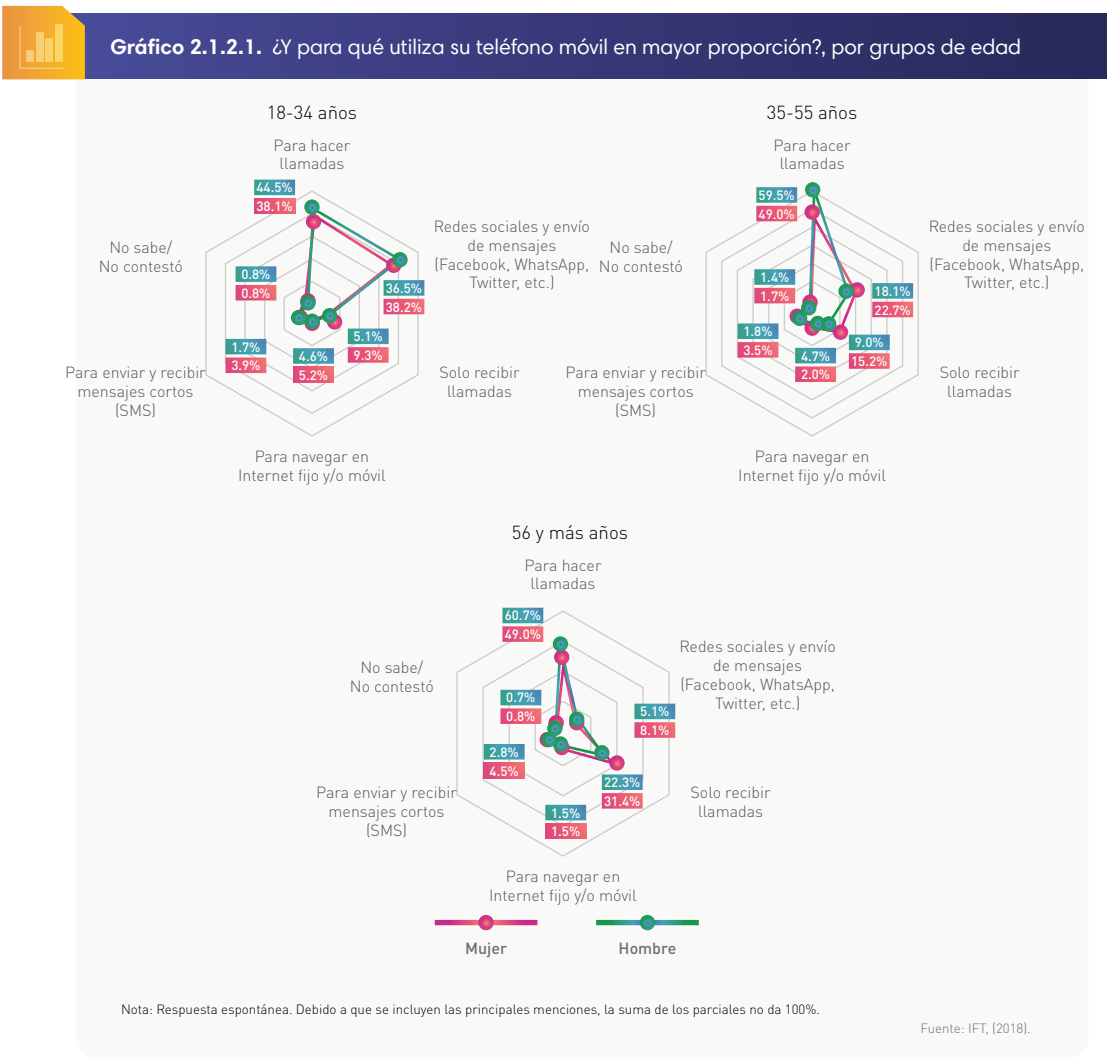 Gráfico 2.1.2.1. ¿Y para qué utiliza su teléfono móvil en mayor proporción?, por grupos de edad
18-34 años
Para hacer
llamadas
44.5%
38.1%
Redes sociales y envío
de mensajes
(Facebook, WhatsApp,
Twitter, etc.)
36.5%
38.2%
No sabe/
No contestó
0.8%
0.8%
5.1%
9.3%
Solo recibir
llamadas
1.7%
3.9%
Para enviar y recibir
mensajes cortos
(SMS)
4.6%
5.2%
Para navegar en
Internet fijo y/o móvil
35-55 años
Para hacer
llamadas
59.5%
49.0%
Redes sociales y envío
de mensajes
(Facebook, WhatsApp,
Twitter, etc.)
18.1%
22.7%
No sabe/
No contestó
1.4%
1.7%
9.0%
15.2%
Solo recibir
llamadas
1.8%
3.5%
Para enviar y recibir
mensajes cortos
(SMS)
4.7%
2.0%
Para navegar en
Internet fijo y/o móvil
56 y más años
Para hacer
llamadas
60.7%
49.0%
Redes sociales y envío
de mensajes
(Facebook, WhatsApp,
Twitter, etc.)
5.1%
8.1%
No sabe/
No contestó
0.7%
0.8%
22.3%
31.4%
Solo recibir
llamadas
2.8%
4.5%
Para enviar y recibir
mensajes cortos
(SMS)
1.5%
1.5%
Para navegar en
Internet fijo y/o móvil
Mujer
Hombre
Nota: Respuesta espontánea. Debido a que se incluyen las principales menciones, la suma de los parciales no da 100%.
Fuente: IFT, (2018).